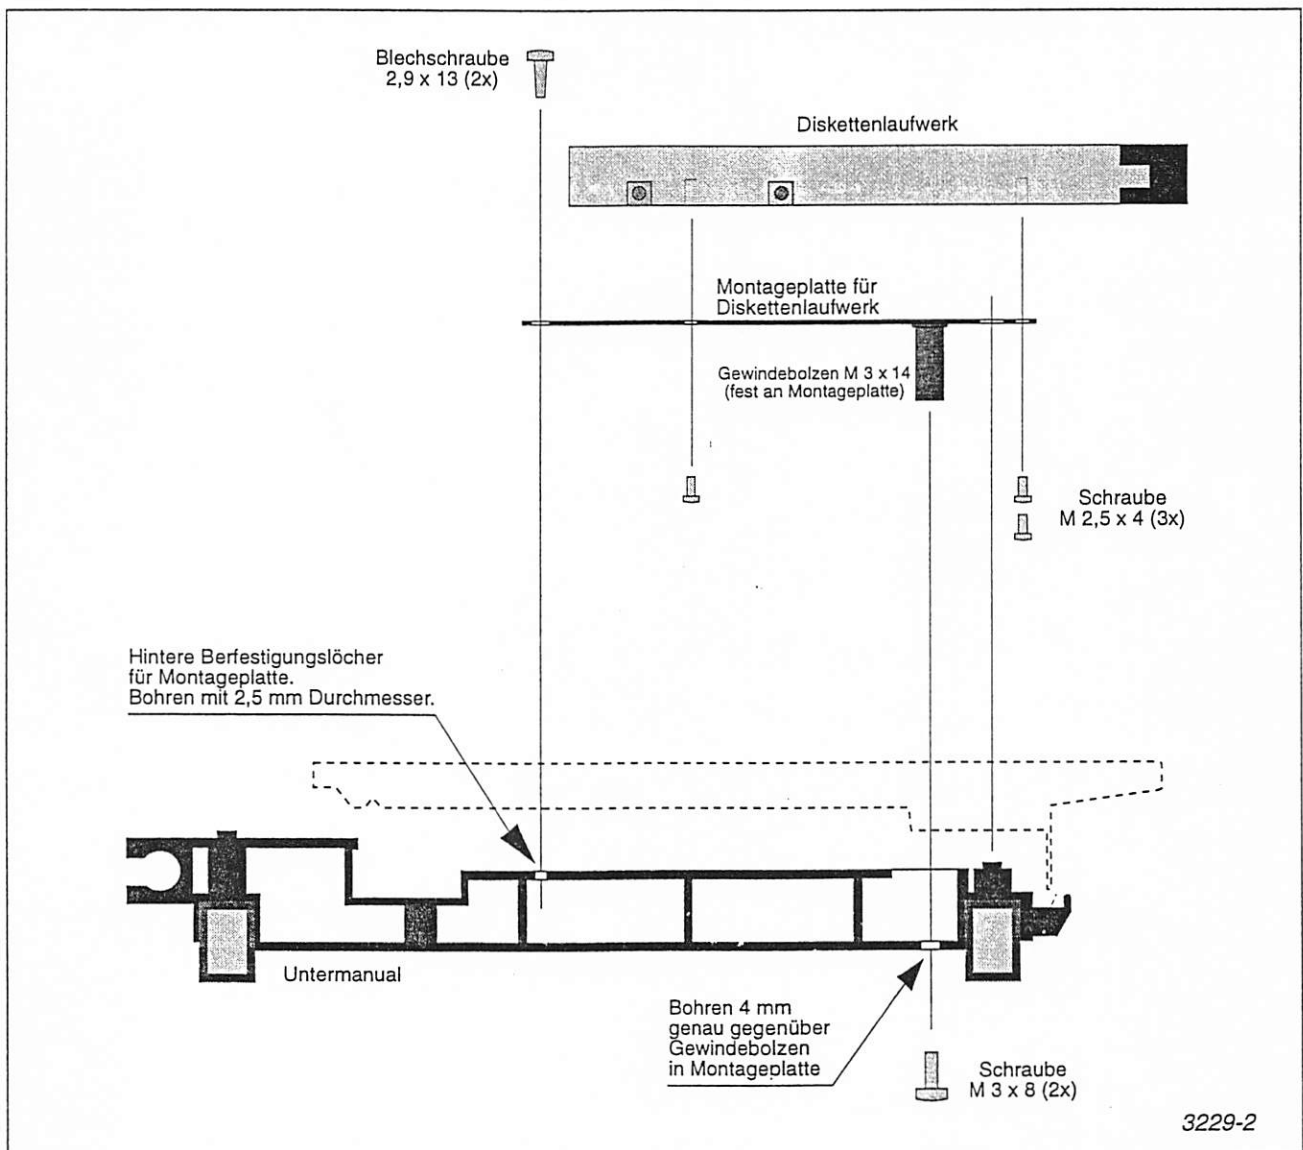 Blechschraube
2,9 x 13 (2x)
Diskettenlaufwerk
Montageplatte für
Diskettenlaufwerk
Gewindebolzen M 3 x 14
(fest an Montageplatte)
Schraube
M 2,5 x 4 (3x)
Hintere Berfestigungslöcher
für Montageplatte.
Bohren mit 2,5 mm Durchmesser.
Untermanual
Bohren 4 mm
genau gegenüber
Gewindebolzen
in Montageplatte
Schraube
M 3 x 8 (2x)
3229-2